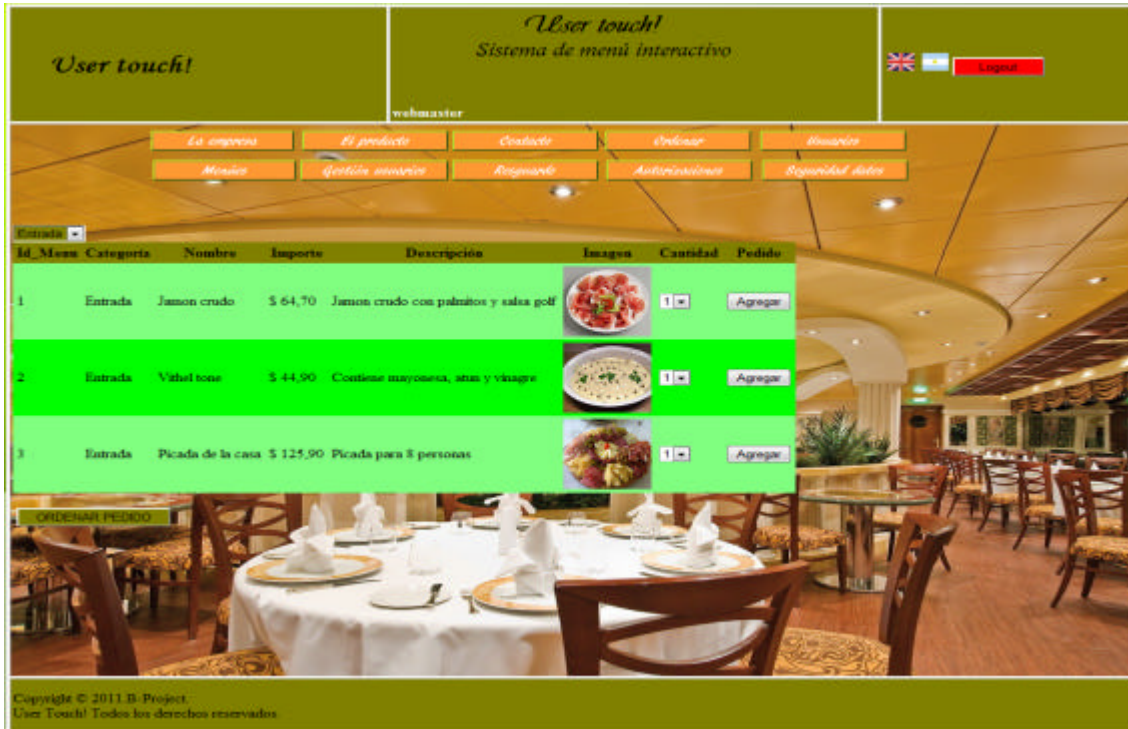 User touch!
User touch!
Sistema de menú interactivo
webmaster
Logout
La empresa El producto Contacto Ordenar Usuarios
Menúes Gestión usuarios Resguardo Autorizaciones Seguridad datos
Entrada
Id_Menu Categoría Nombre Importe Descripción Imagen Cantidad Pedido
1 Entrada Jamon crudo $ 64,70 Jamon crudo con palmitos y salsa golf 1 Agregar
2 Entrada Vithel tone $ 44,90 Contiene mayonesa, atun y vinagre 1 Agregar
3 Entrada Picada de la casa $ 125,90 Picada para 8 personas 1 Agregar
ORDENAR PEDIDO
Copyright © 2011 B-Project.
User Touch! Todos los derechos reservados.